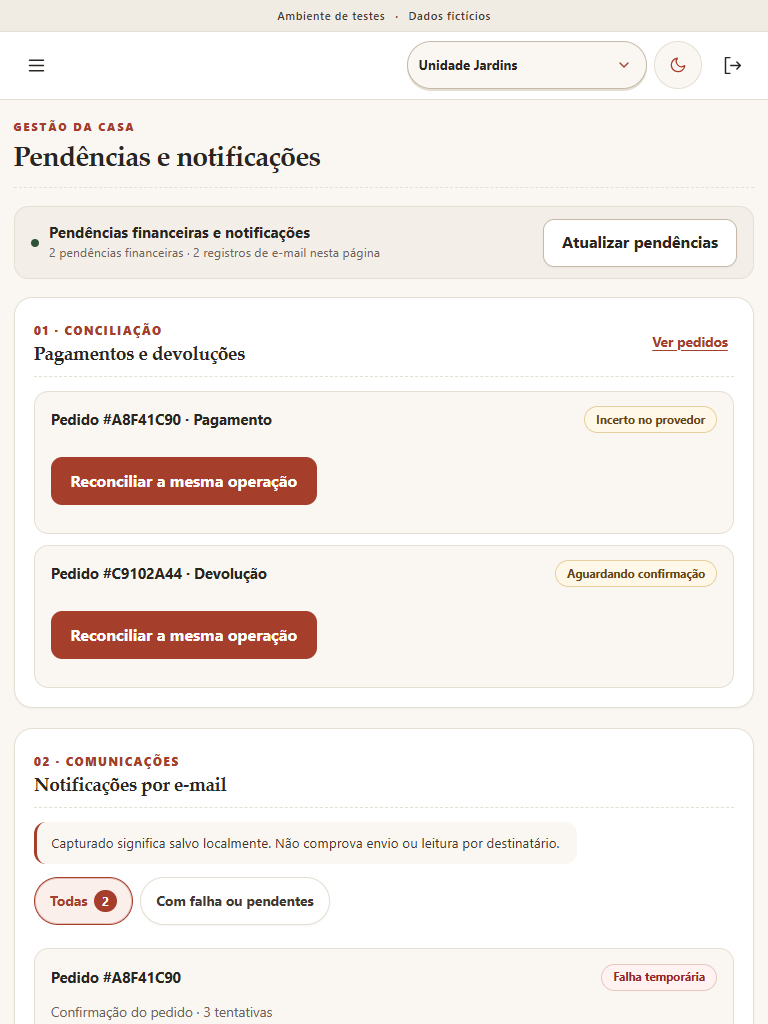 Ambiente de testes · Dados fictícios
Unidade Jardins
GESTÃO DA CASA
Pendências e notificações
Pendências financeiras e notificações
2 pendências financeiras · 2 registros de e-mail nesta página
Atualizar pendências
01 · CONCILIAÇÃO
Pagamentos e devoluções
Ver pedidos
Pedido #A8F41C90 · Pagamento
Incerto no provedor
Reconciliar a mesma operação
Pedido #C9102A44 · Devolução
Aguardando confirmação
Reconciliar a mesma operação
02 · COMUNICAÇÕES
Notificações por e-mail
Capturado significa salvo localmente. Não comprova envio ou leitura por destinatário.
Todas 2
Com falha ou pendentes
Pedido #A8F41C90
Falha temporária
Confirmação do pedido · 3 tentativas